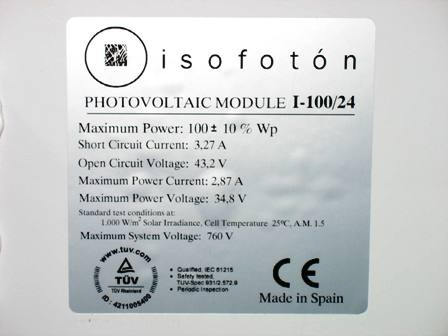 isofotón
PHOTOVOLTAIC MODULE I-100/24
Maximum Power: 100 ± 10 % Wp
Short Circuit Current: 3,27 A
Open Circuit Voltage: 43,2 V
Maximum Power Current: 2,87 A
Maximum Power Voltage: 34,8 V
Standard test conditions at:
1.000 W/m² Solar Irradiance, Cell Temperature 25ºC, A.M. 1.5
Maximum System Voltage: 760 V
www.tuv.com
TÜV
TÜV Rheinland
ID: 4211005400
• Qualified, IEC 61215
• Safety tested,
TUV-Spec 931/2.572.9
• Periodic Inspection
CE
Made in Spain